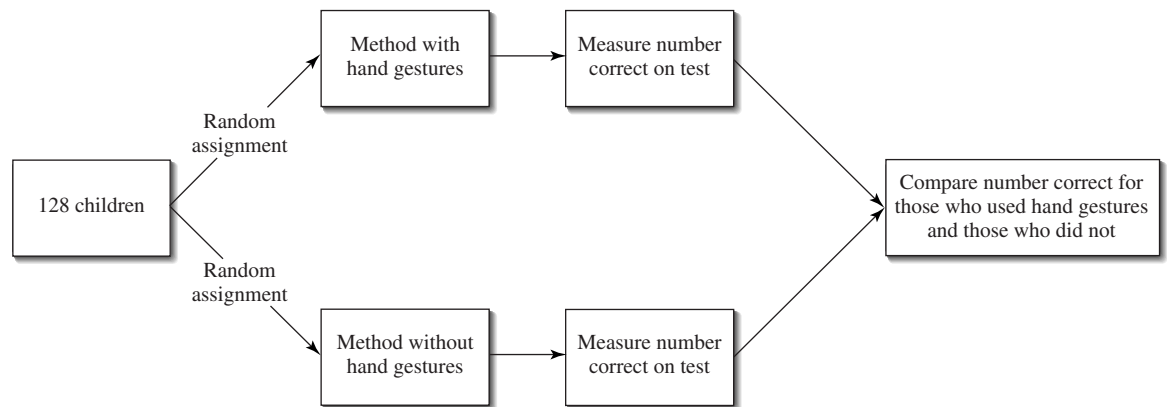 128 children
Random
assignment
Method with
hand gestures
Measure number
correct on test
Random
assignment
Method without
hand gestures
Measure number
correct on test
Compare number correct for
those who used hand gestures
and those who did not